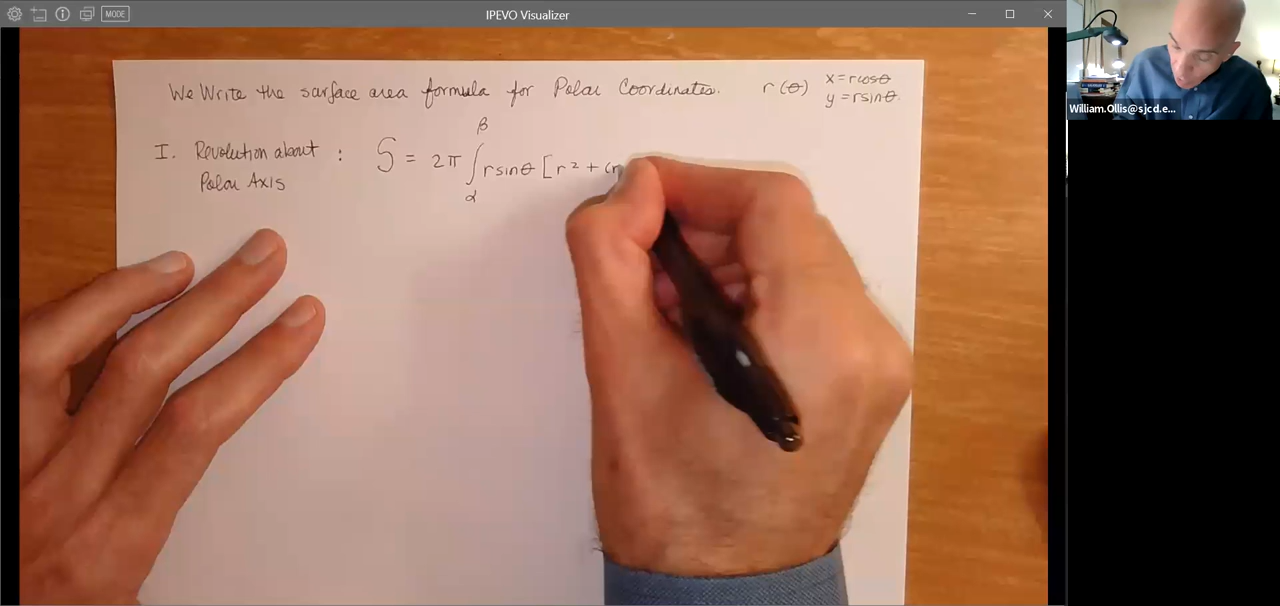 IPEVO Visualizer
MODE
We Write the surface area formula for Polar Coordinates. r(θ) x=rcosθ
y=rsinθ.
I. Revolution about Polar Axis : S = 2π ∫ α β r sinθ [r² + (r
William.Ollis@sjcd.e...